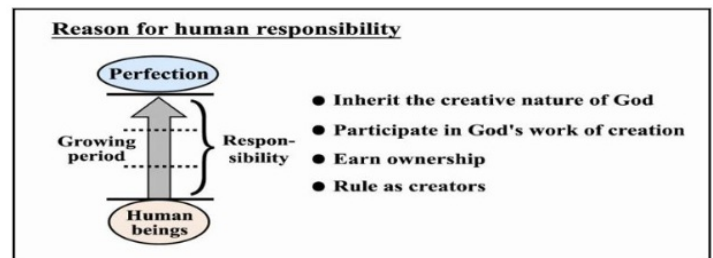 Reason for human responsibility
Perfection
Growing
period
Respon-
sibility
Human
beings
● Inherit the creative nature of God
● Participate in God's work of creation
● Earn ownership
● Rule as creators